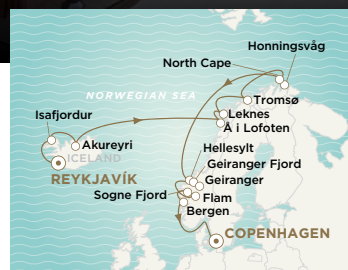 Honningsvåg
North Cape
NORWEGIAN SEA
Tromsø
Isafjordur
Leknes
Å i Lofoten
Akureyri
ICELAND
Hellesylt
Geiranger Fjord
REYKJAVÍK
Geiranger
Sogne Fjord
Flam
Bergen
COPENHAGEN